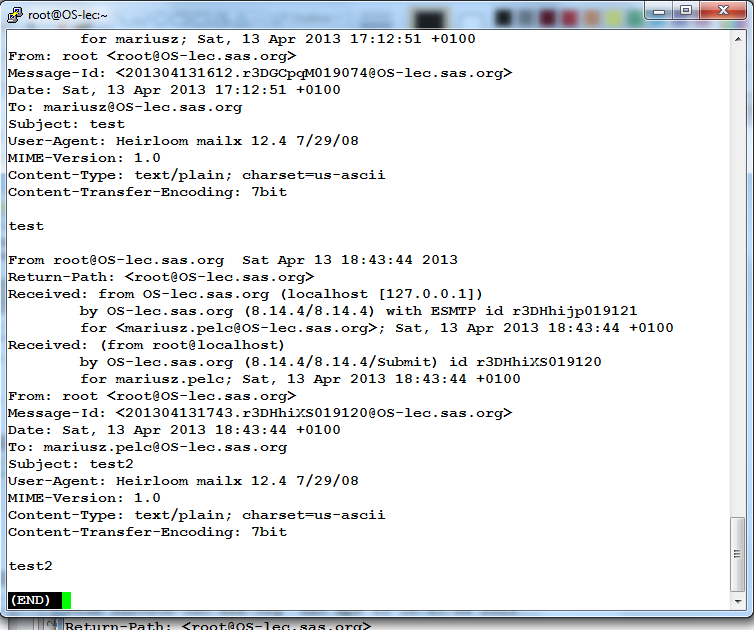 root@OS-lec:~
        for mariusz; Sat, 13 Apr 2013 17:12:51 +0100
From: root <root@OS-lec.sas.org>
Message-Id: <201304131612.r3DGCpqM019074@OS-lec.sas.org>
Date: Sat, 13 Apr 2013 17:12:51 +0100
To: mariusz@OS-lec.sas.org
Subject: test
User-Agent: Heirloom mailx 12.4 7/29/08
MIME-Version: 1.0
Content-Type: text/plain; charset=us-ascii
Content-Transfer-Encoding: 7bit

test

From root@OS-lec.sas.org  Sat Apr 13 18:43:44 2013
Return-Path: <root@OS-lec.sas.org>
Received: from OS-lec.sas.org (localhost [127.0.0.1])
        by OS-lec.sas.org (8.14.4/8.14.4) with ESMTP id r3DHhijp019121
        for <mariusz.pelc@OS-lec.sas.org>; Sat, 13 Apr 2013 18:43:44 +0100
Received: (from root@localhost)
        by OS-lec.sas.org (8.14.4/8.14.4/Submit) id r3DHhiXS019120
        for mariusz.pelc; Sat, 13 Apr 2013 18:43:44 +0100
From: root <root@OS-lec.sas.org>
Message-Id: <201304131743.r3DHhiXS019120@OS-lec.sas.org>
Date: Sat, 13 Apr 2013 18:43:44 +0100
To: mariusz.pelc@OS-lec.sas.org
Subject: test2
User-Agent: Heirloom mailx 12.4 7/29/08
MIME-Version: 1.0
Content-Type: text/plain; charset=us-ascii
Content-Transfer-Encoding: 7bit

test2

(END)
Return-Path: <root@OS-lec.sas.org>